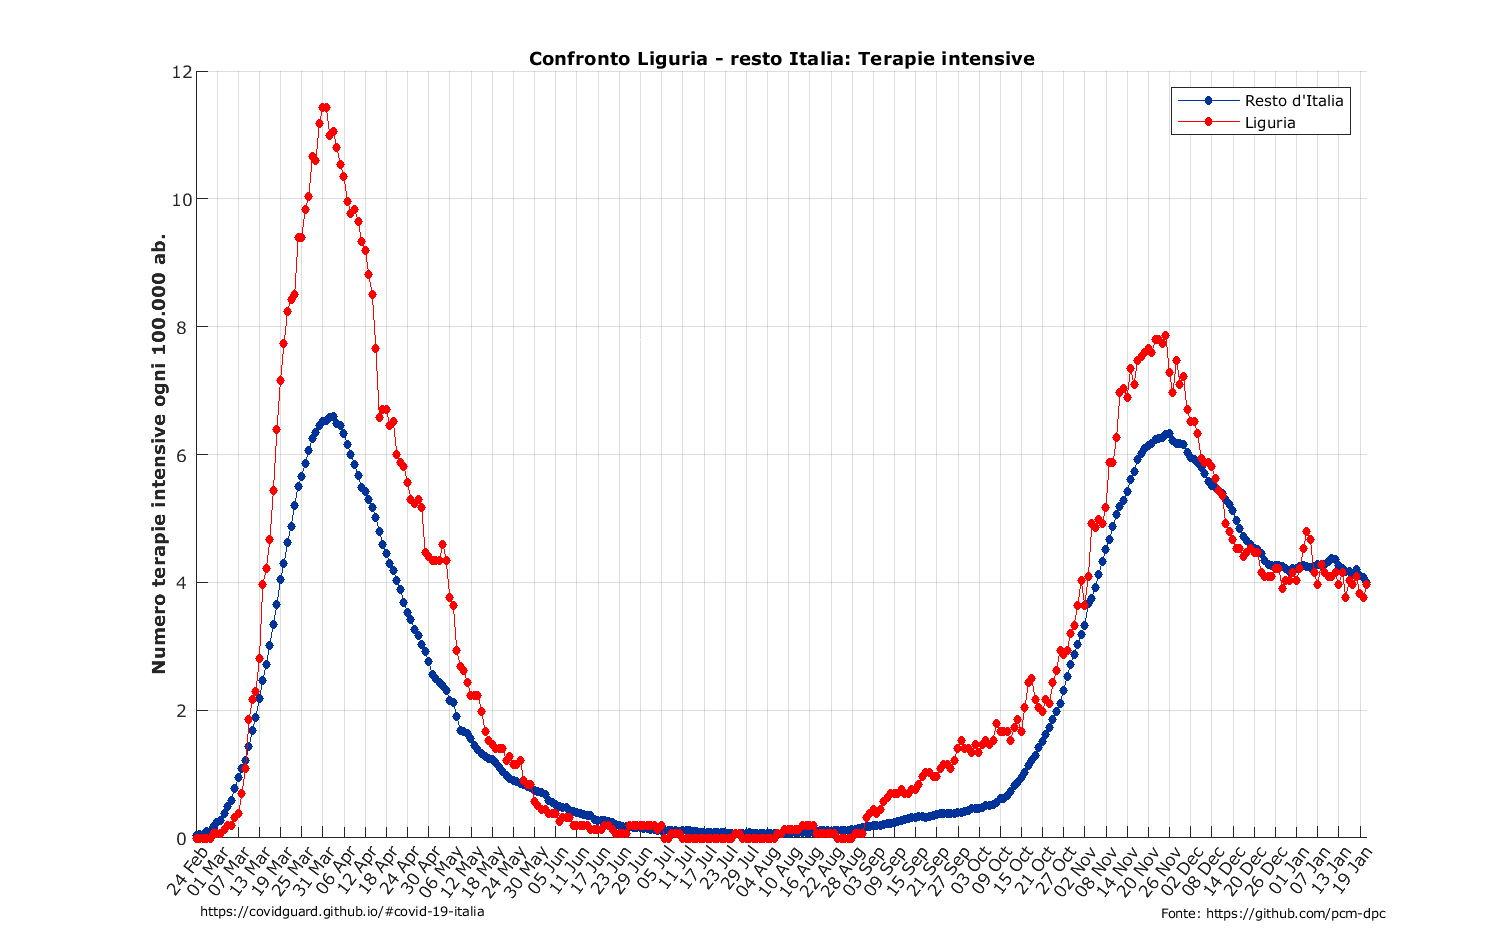 Confronto Liguria - resto Italia: Terapie intensive
Resto d'Italia
Liguria
Numero terapie intensive ogni 100.000 ab.
12
10
8
6
4
2
0
24 Feb
01 Mar
07 Mar
13 Mar
19 Mar
25 Mar
31 Mar
06 Apr
12 Apr
18 Apr
24 Apr
30 Apr
06 May
12 May
18 May
24 May
30 May
05 Jun
11 Jun
17 Jun
23 Jun
29 Jun
05 Jul
11 Jul
17 Jul
23 Jul
29 Jul
04 Aug
10 Aug
16 Aug
22 Aug
28 Aug
03 Sep
09 Sep
15 Sep
21 Sep
27 Sep
03 Oct
09 Oct
15 Oct
21 Oct
27 Oct
02 Nov
08 Nov
14 Nov
20 Nov
26 Nov
02 Dec
08 Dec
14 Dec
20 Dec
26 Dec
01 Jan
07 Jan
13 Jan
19 Jan
https://covidguard.github.io/#covid-19-italia
Fonte: https://github.com/pcm-dpc